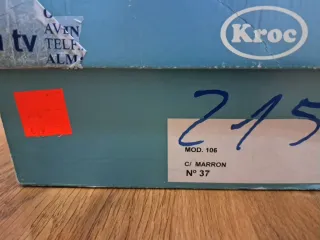 AVEN
TELE
ALM
tv
Kroc
215
MOD. 106
C/ MARRON
Nº 37